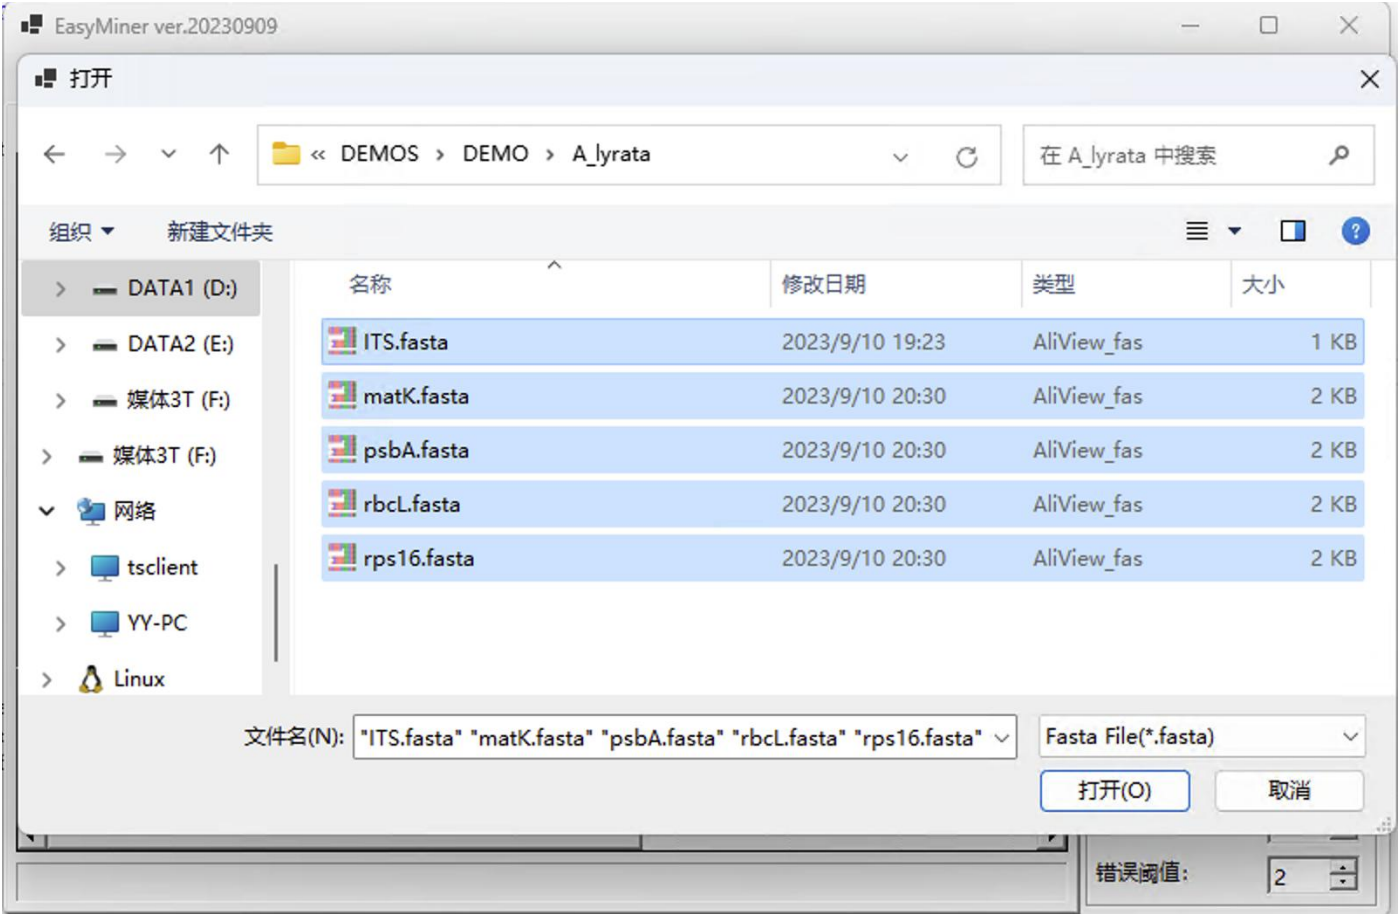 EasyMiner ver.20230909
打开
« DEMOS › DEMO › A_lyrata
在 A_lyrata 中搜索
组织 新建文件夹
名称 修改日期 类型 大小
DATA1 (D:)
DATA2 (E:)
媒体3T (F:)
媒体3T (F:)
网络
tsclient
YY-PC
Linux
ITS.fasta 2023/9/10 19:23 AliView_fas 1 KB
matK.fasta 2023/9/10 20:30 AliView_fas 2 KB
psbA.fasta 2023/9/10 20:30 AliView_fas 2 KB
rbcL.fasta 2023/9/10 20:30 AliView_fas 2 KB
rps16.fasta 2023/9/10 20:30 AliView_fas 2 KB
文件名(N): "ITS.fasta" "matK.fasta" "psbA.fasta" "rbcL.fasta" "rps16.fasta" Fasta File(*.fasta)
打开(O) 取消
错误阈值: 2